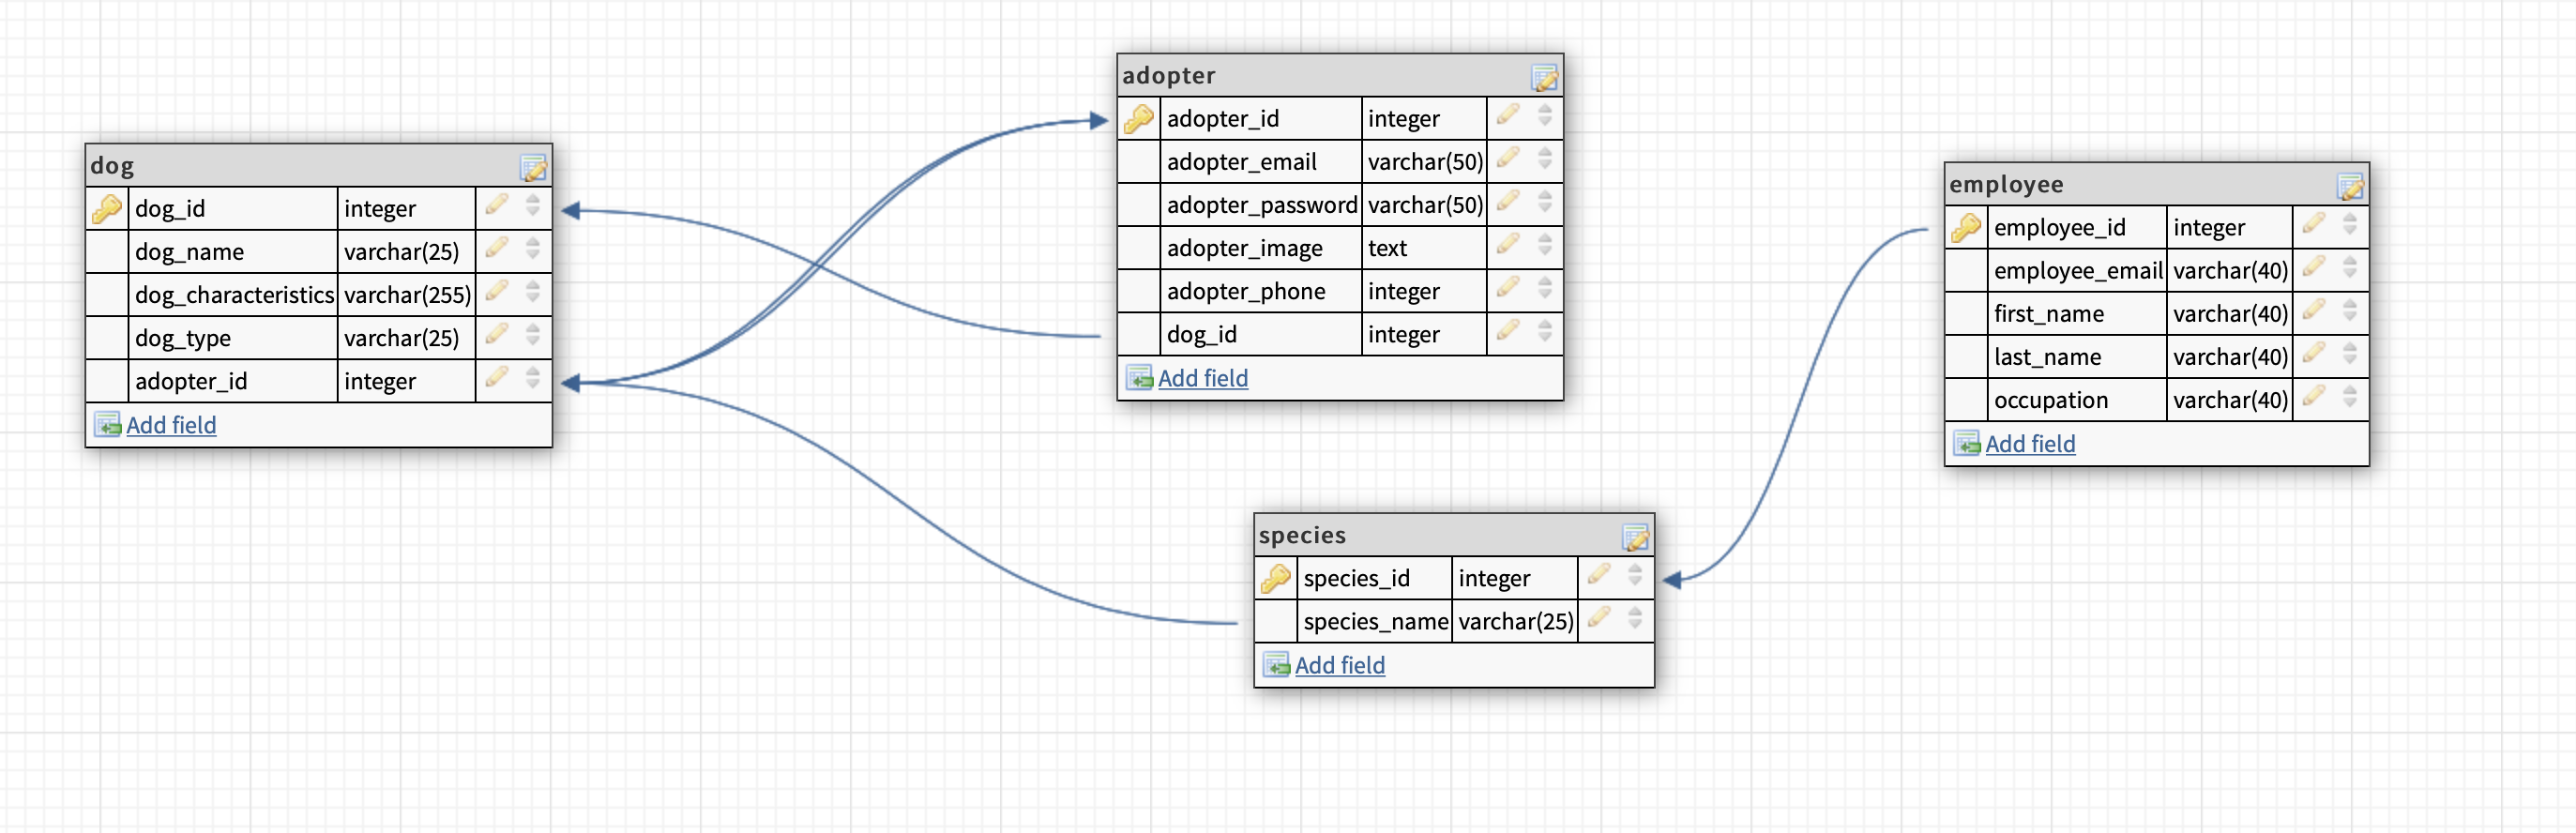 dog
dog_id integer
dog_name varchar(25)
dog_characteristics varchar(255)
dog_type varchar(25)
adopter_id integer
Add field
adopter
adopter_id integer
adopter_email varchar(50)
adopter_password varchar(50)
adopter_image text
adopter_phone integer
dog_id integer
Add field
employee
employee_id integer
employee_email varchar(40)
first_name varchar(40)
last_name varchar(40)
occupation varchar(40)
Add field
species
species_id integer
species_name varchar(25)
Add field